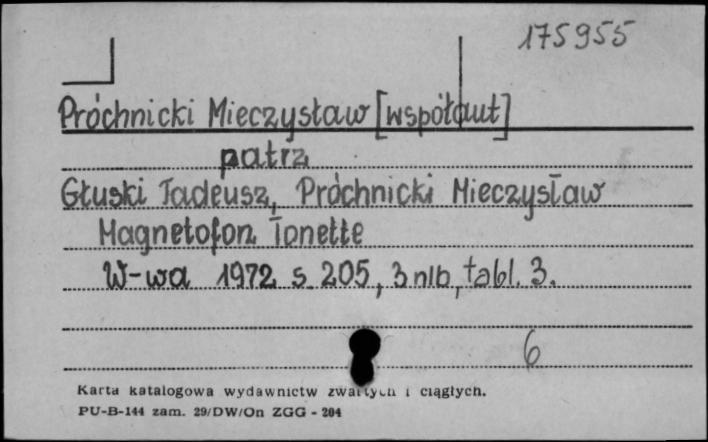 175955
Próchnicki Mieczysław [współaut]
patrz
Głuski Tadeusz, Próchnicki Mieczysław
Magnetofon Tonette
W-wa 1972 s. 205, 3 nlb, tabl. 3.
6
Karta katalogowa wydawnictw zwartych i ciągłych.
PU-B-144 zam. 29/DW/On ZGG - 204